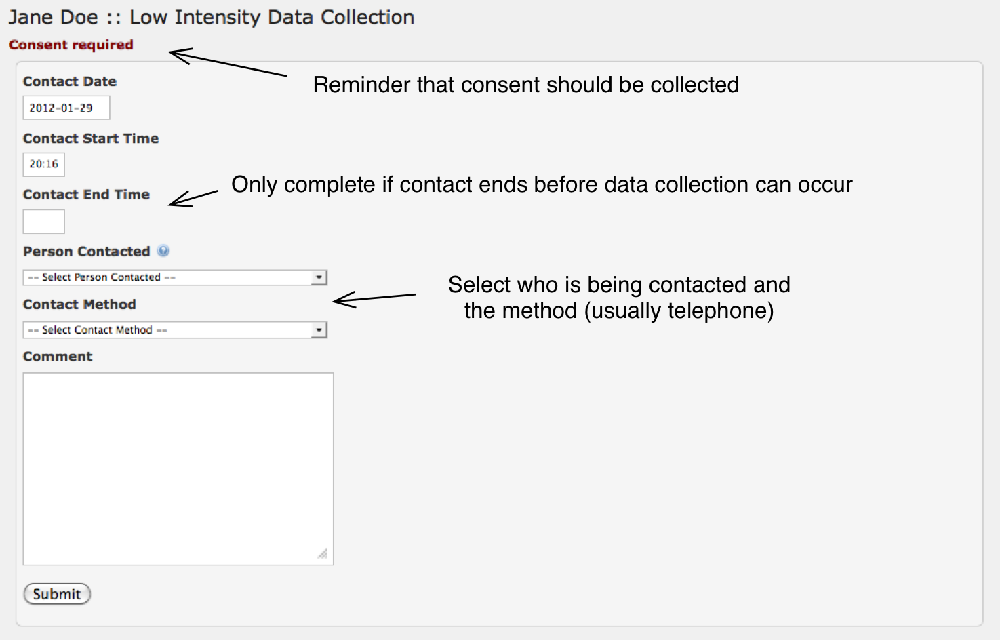 Jane Doe :: Low Intensity Data Collection
Consent required
Reminder that consent should be collected
Contact Date
2012-01-29
Contact Start Time
20:16
Only complete if contact ends before data collection can occur
Contact End Time
Person Contacted ?
-- Select Person Contacted --
Select who is being contacted and
the method (usually telephone)
Contact Method
-- Select Contact Method --
Comment
Submit